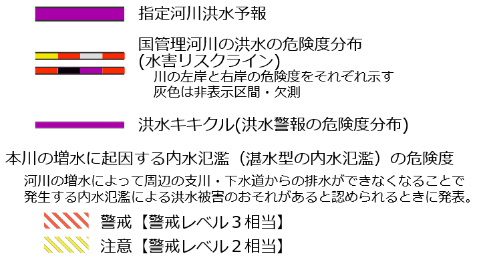 指定河川洪水予報
国管理河川の洪水の危険度分布
(水害リスクライン)
川の左岸と右岸の危険度をそれぞれ示す
灰色は非表示区間・欠測
洪水キキクル(洪水警報の危険度分布)
本川の増水に起因する内水氾濫（湛水型の内水氾濫）の危険度
河川の増水によって周辺の支川・下水道からの排水ができなくなることで
発生する内水氾濫による洪水被害のおそれがあると認められるときに発表。
警戒【警戒レベル３相当】
注意【警戒レベル２相当】